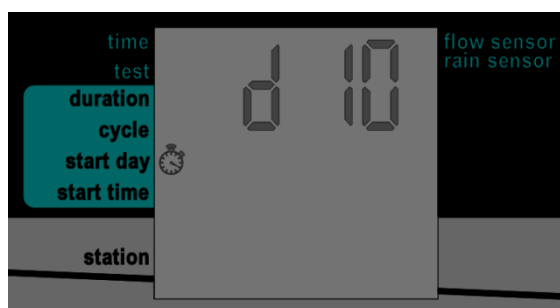 time
test
duration
cycle
start day
start time
station
d 10
flow sensor
rain sensor